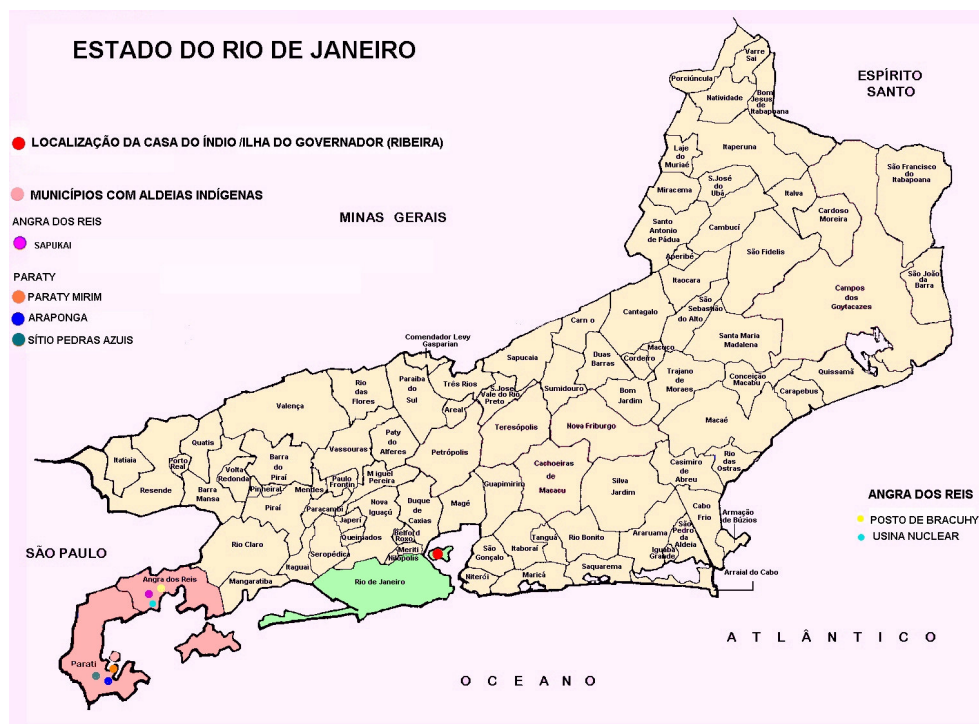 ESTADO DO RIO DE JANEIRO
ESPÍRITO
SANTO
LOCALIZAÇÃO DA CASA DO ÍNDIO /ILHA DO GOVERNADOR (RIBEIRA)
MUNICÍPIOS COM ALDEIAS INDÍGENAS
ANGRA DOS REIS
SAPUKAI
PARATY
PARATY MIRIM
ARAPONGA
SÍTIO PEDRAS AZUIS
MINAS GERAIS
Varre
Sai
Porciúncula
Natividade
Bom
Jesus de
Itabapoana
Laje
do
Muriaé
Itaperuna
São Francisco
do
Itabapoana
Miracema
S.José
do
Ubá
Italva
Cardoso
Moreira
Santo
Antonio
de Pádua
Cambucí
Aperibé
São Fidelis
Itaocara
São João
da
Barra
Campos
dos
Goytacazes
Cantagalo
São
Sebastião
do Alto
Carn o
Santa Maria
Madalena
Comendador Levy
Gasparian
Sapucaia
Duas
Barras
Macuco
Cordeiro
Trajano
de
Moraes
Conceição
Macabu
Quissamã
Carapebus
Rio
das
Flores
Paraiba
do
Sul
Três Rios
S.Jose
Vale do Rio
Preto
Sumidouro
Bom
Jardim
Areal
Valença
Macaé
Teresópolis
Nova Friburgo
Paty
do
Alferes
Vassouras
Petrópolis
Quatis
Itatiaia
Porto
Real
Resende
Volta
Redonda
Barra
do
Piraí
Barra
Mansa
Pinheiral
Mendes
Paulo
Frontin
Miguel
Pereira
Piraí
Paracambi
Nova
Iguaçú
Japeri
Queimados
Duque
de
Caxias
Magé
Guapimirim
Cachoeiras
de
Macacu
Silva
Jardim
Casimiro
de
Abreu
Rio
das
Ostras
Cabo
Frio
Armação
de Búzios
Belford
Roxo
Meriti
Nilópolis
Rio Claro
Seropédica
Itaguai
Mangaratiba
Rio de Janeiro
São
Gonçalo
Itaboraí
Tanguá
Rio Bonito
Araruama
São
Pedro
da
Aldeia
Iguaba
Grande
Niterói
Maricá
Saquarema
Arraial do Cabo
ANGRA DOS REIS
POSTO DE BRACUHY
USINA NUCLEAR
SÃO PAULO
Angra dos Reis
Parati
ATLÂNTICO
OCEANO